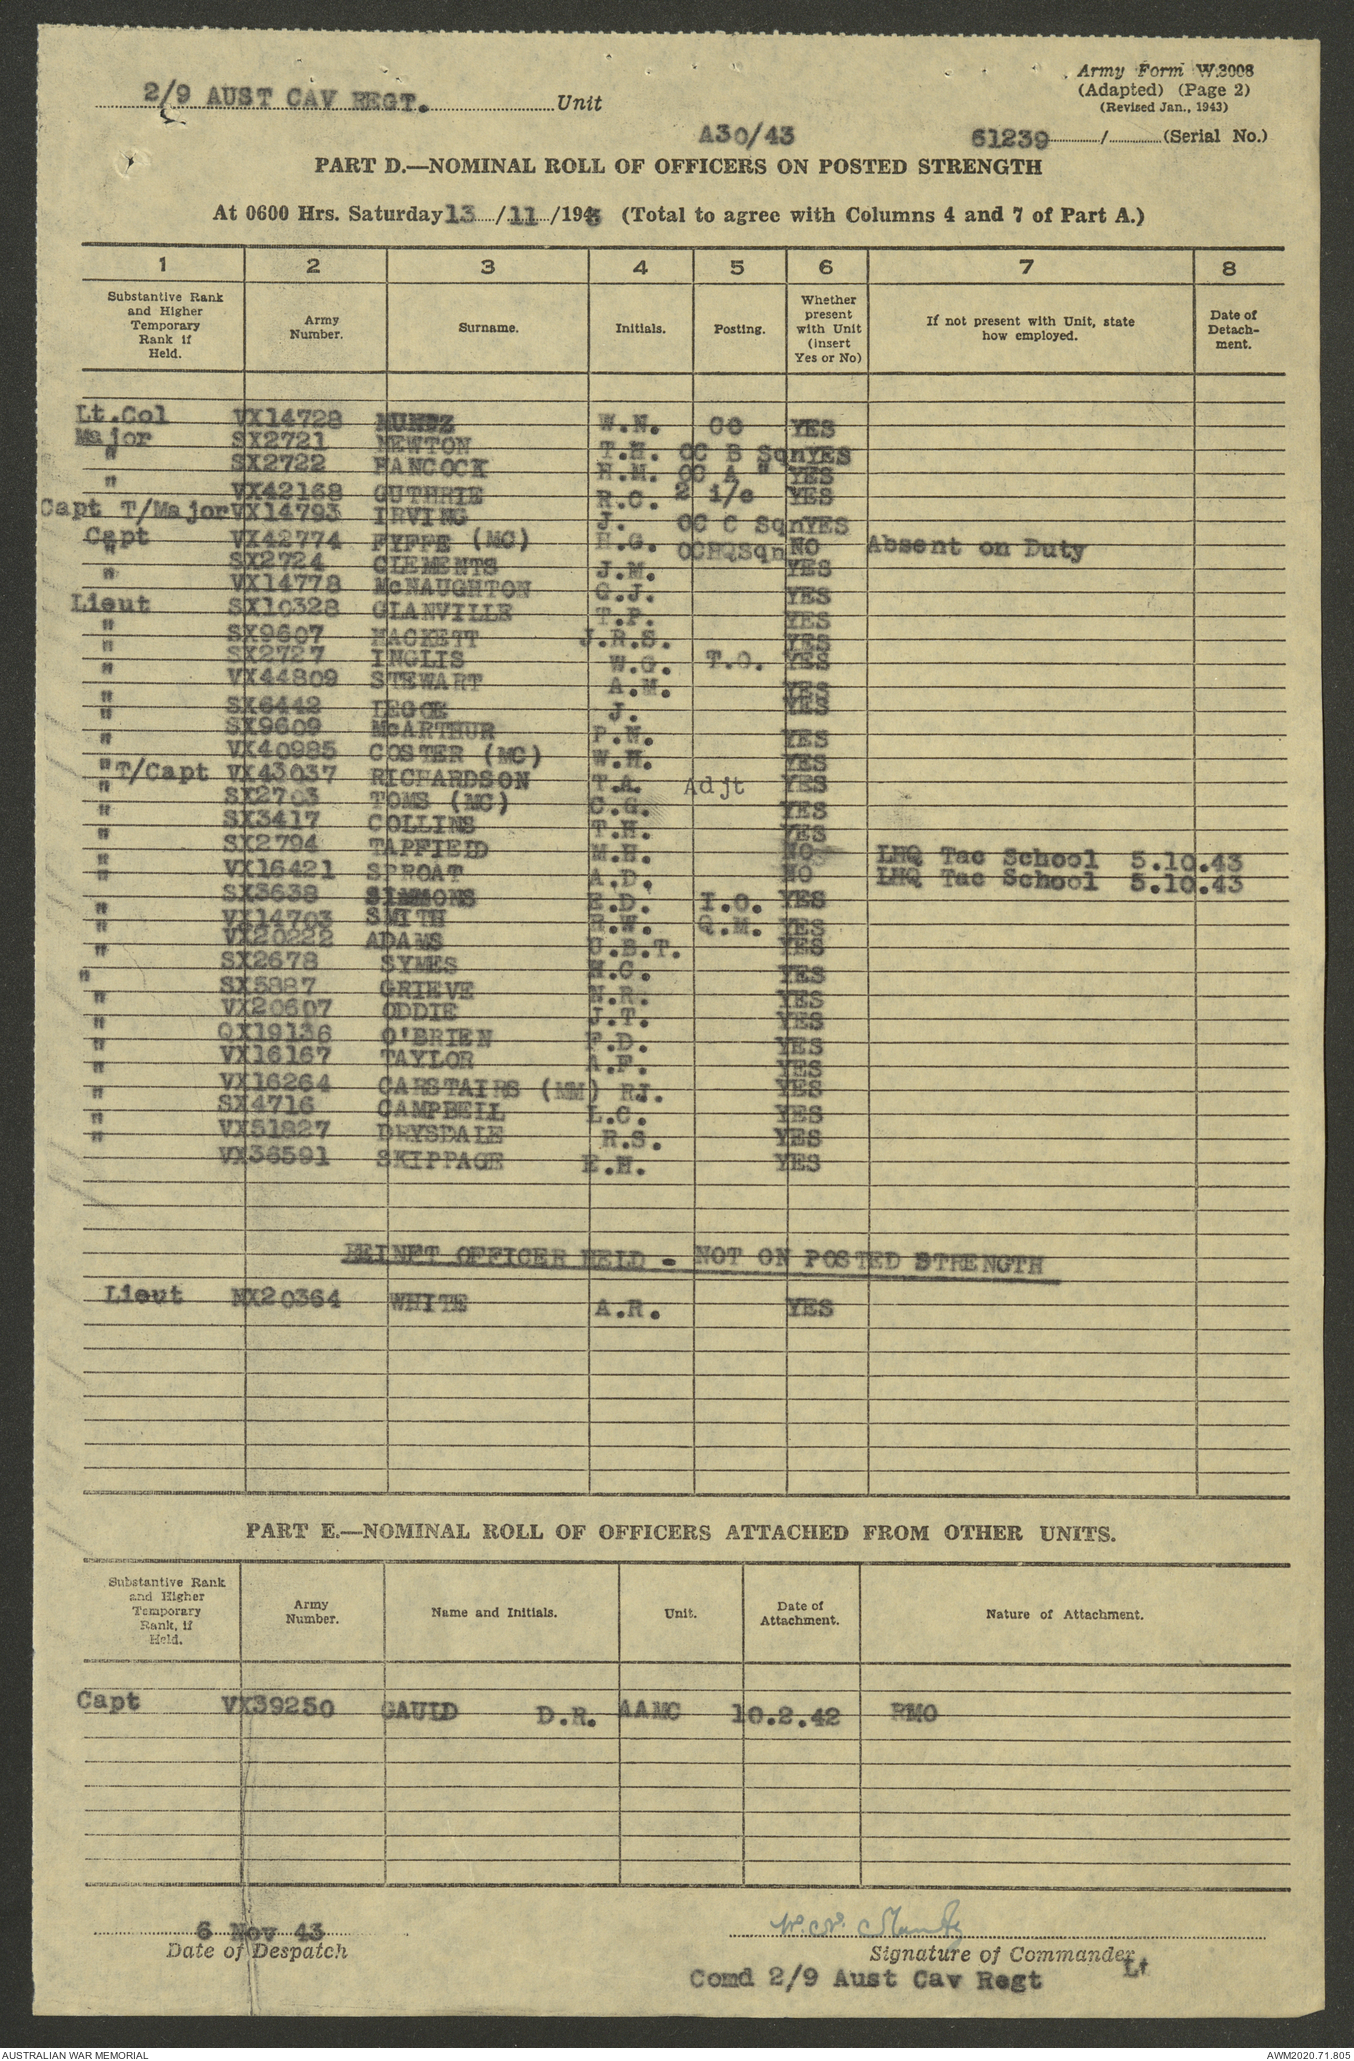 2/9 AUST CAV REGT. Unit
Army Form W.3008
(Adapted) (Page 2)
(Revised Jan., 1943)
A30/43
61239 / (Serial No.)
PART D.—NOMINAL ROLL OF OFFICERS ON POSTED STRENGTH
At 0600 Hrs. Saturday 13 / 11 /1943 (Total to agree with Columns 4 and 7 of Part A.)
1 2 3 4 5 6 7 8
Substantive Rank and Higher Temporary Rank if Held. Army Number. Surname. Initials. Posting. Whether present with Unit (insert Yes or No) If not present with Unit, state how employed. Date of Detach-ment.
Lt.Col VX14728 MUNTZ W.N. CO YES
Major SX2721 NEWTON T.H. OC B Sqn YES
" SX2722 HANCOCK H.M. OC A " YES
" VX42168 GUTHRIE R.C. 2 i/c YES
Capt T/Major VX14793 IRVING J. OC C Sqn YES
Capt VX42774 FYFFE (MC) H.G. OCHQSqn NO Absent on Duty
" SX2724 CLEMENTS J.M. YES
" VX14778 McNAUGHTON G.J. YES
Lieut SX10328 GLANVILLE T.P. YES
" SX9607 HACKETT J.R.S. YES
" SX2727 INGLIS W.G. T.O. YES
" VX44809 STEWART A.M. YES
" SX6442 LEGOE J. YES
" SX9609 McARTHUR P.N. YES
" VX40985 COSTER (MC) W.H. YES
" T/Capt VX43037 RICHARDSON T.A. Adjt YES
" SX2703 TOMS (MC) C.G. YES
" SX3417 COLLINS T.H. YES
" SX2794 TAPFIELD M.H. NO LHQ Tac School 5.10.43
" VX16421 SPROAT A.D. NO LHQ Tac School 5.10.43
SX3638 SIMMONS E.D. I.O. YES
" VX14703 SMITH R.W. Q.M. YES
" VX20222 ADAMS C.B.T. YES
" SX2678 SYMES H.C. YES
" SX5887 GRIEVE N.R. YES
" VX20607 ODDIE J.T. YES
" QX19136 O'BRIEN F.D. YES
" VX16167 TAYLOR A.F. YES
" VX16264 CARSTAIRS (MM) RJ. YES
" SX4716 CAMPBELL L.C. YES
" VX51827 DRYSDALE R.S. YES
VX36591 SKIPPAGE E.H. YES
REINFT OFFICER HELD - NOT ON POSTED STRENGTH
Lieut NX20364 WHITE A.R. YES
PART E.—NOMINAL ROLL OF OFFICERS ATTACHED FROM OTHER UNITS.
Substantive Rank and Higher Temporary Rank, if Held. Army Number. Name and Initials. Unit. Date of Attachment. Nature of Attachment.
Capt VX39250 GAULD D.R. AAMC 10.2.42 RMO
6 Nov 43
Date of Despatch
Signature of Commander Lt
Comd 2/9 Aust Cav Regt
AUSTRALIAN WAR MEMORIAL
AWM2020.71.805